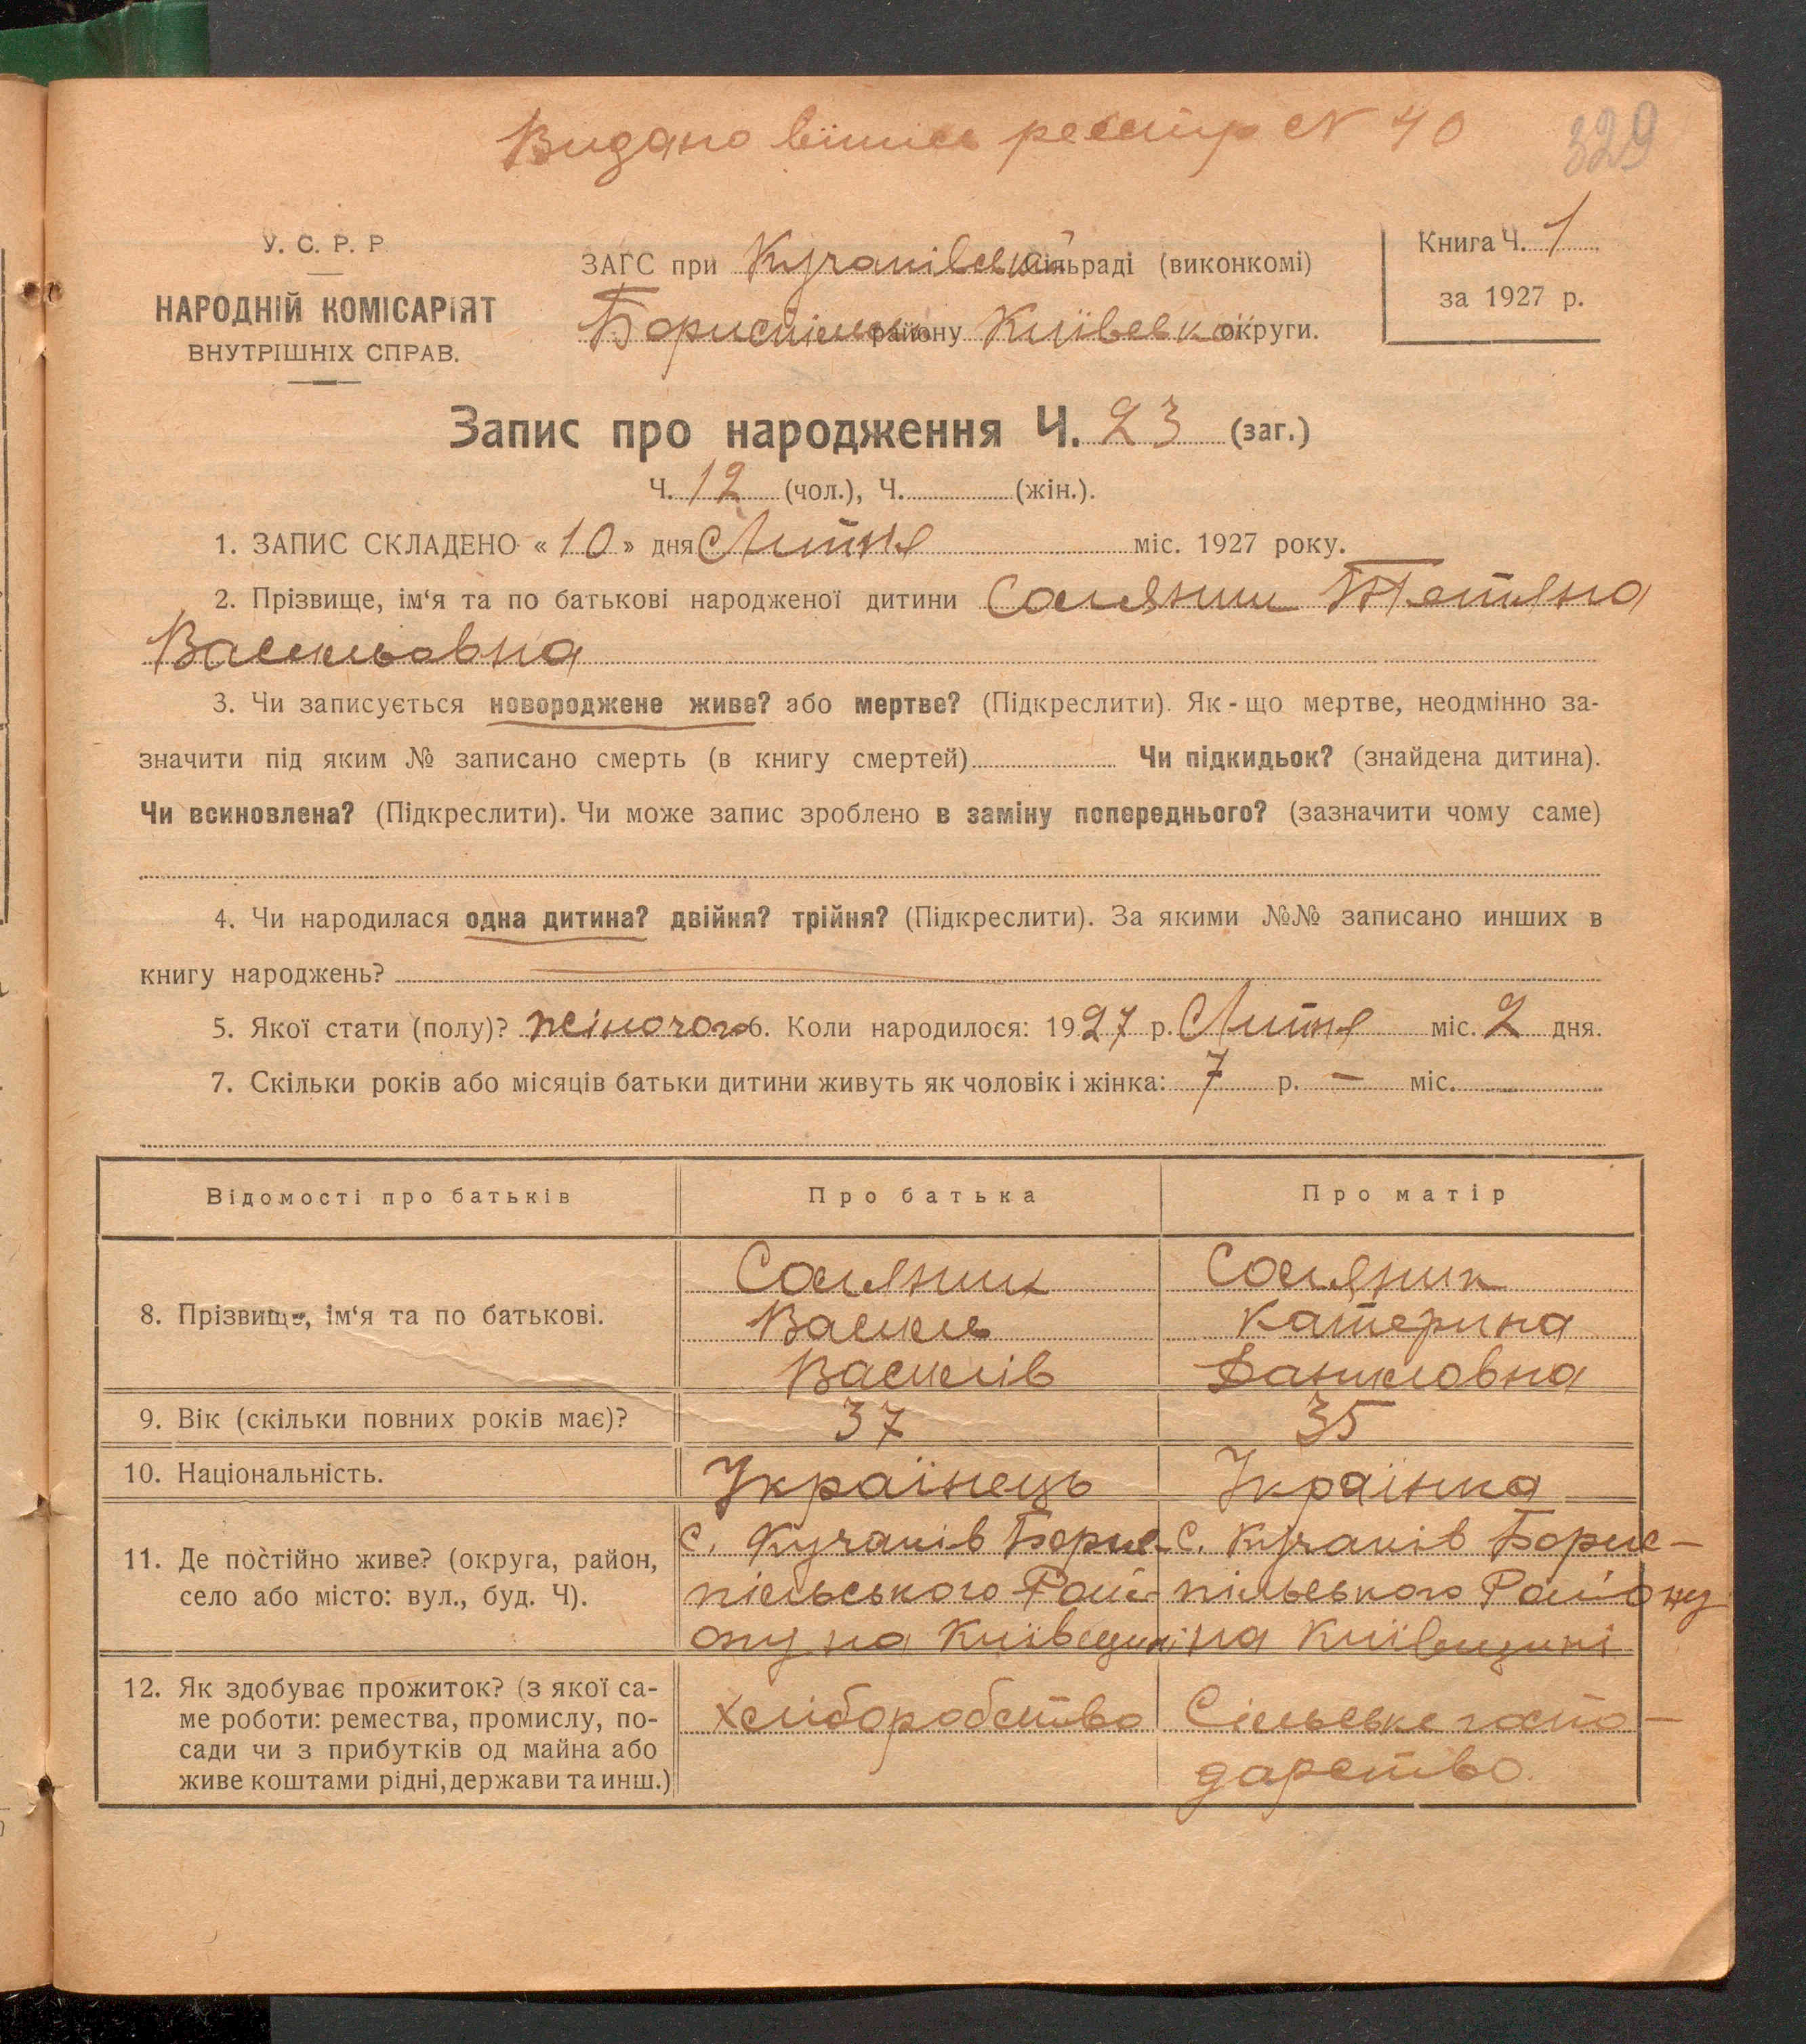 Видано випис реєстр № 40
329
У. С. Р. Р.
НАРОДНІЙ КОМІСАРІЯТ
ВНУТРІШНІХ СПРАВ.
ЗАГС при Кучаківській сільраді (виконкомі)
Бориспільськ району Київської округи.
Книга Ч. 1
за 1927 р.
Запис про народження Ч. 23 (заг.)
Ч. 12 (чол.), Ч. (жін.).
1. ЗАПИС СКЛАДЕНО «10» дня Липня міс. 1927 року.
2. Прізвище, ім'я та по батькові народженої дитини Соляник Тетяна
Васильовна
3. Чи записується новороджене живе? або мертве? (Підкреслити). Як-що мертве, неодмінно за-
значити під яким № записано смерть (в книгу смертей) Чи підкидьок? (знайдена дитина).
Чи всиновлена? (Підкреслити). Чи може запис зроблено в заміну попереднього? (зазначити чому саме)
4. Чи народилася одна дитина? двійня? трійня? (Підкреслити). За якими №№ записано инших в
книгу народжень?
5. Якої стати (полу)? жіночого 6. Коли народилося: 1927 р. Липня міс. 2 дня.
7. Скільки років або місяців батьки дитини живуть як чоловік і жінка: 7 р. — міс.
Відомості про батьків
Про батька
Про матір
8. Прізвище, ім'я та по батькові.
Соляник
Василь
Василів
Соляник
Катерина
Даниловна
9. Вік (скільки повних років має)?
37
35
10. Національність.
Українець
Українка
11. Де постійно живе? (округа, район,
село або місто: вул., буд. Ч).
с. Кучаків Борис-
пільського Рай-
ону на Київщині
с. Кучаків Борис-
пільського Району
на Київщині
12. Як здобуває прожиток? (з якої са-
ме роботи: ремества, промислу, по-
сади чи з прибутків од майна або
живе коштами рідні, держави та инш.)
хліборобство
Сільське госпо-
дарство.